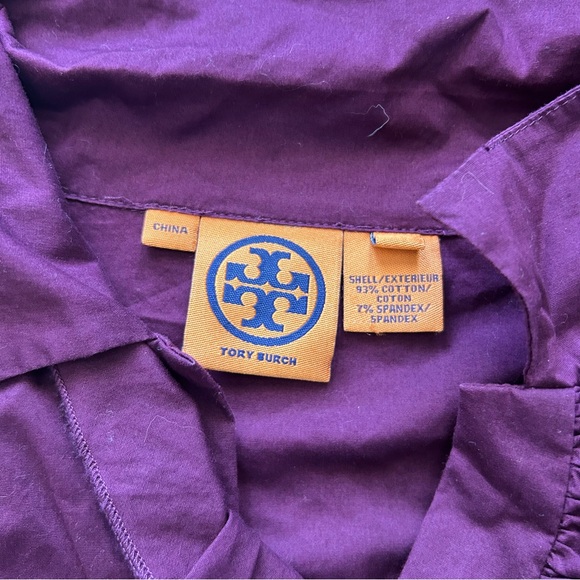 CHINA
TORY BURCH
SHELL/EXTERIEUR
93% COTTON/
COTON
7% SPANDEX/
SPANDEX